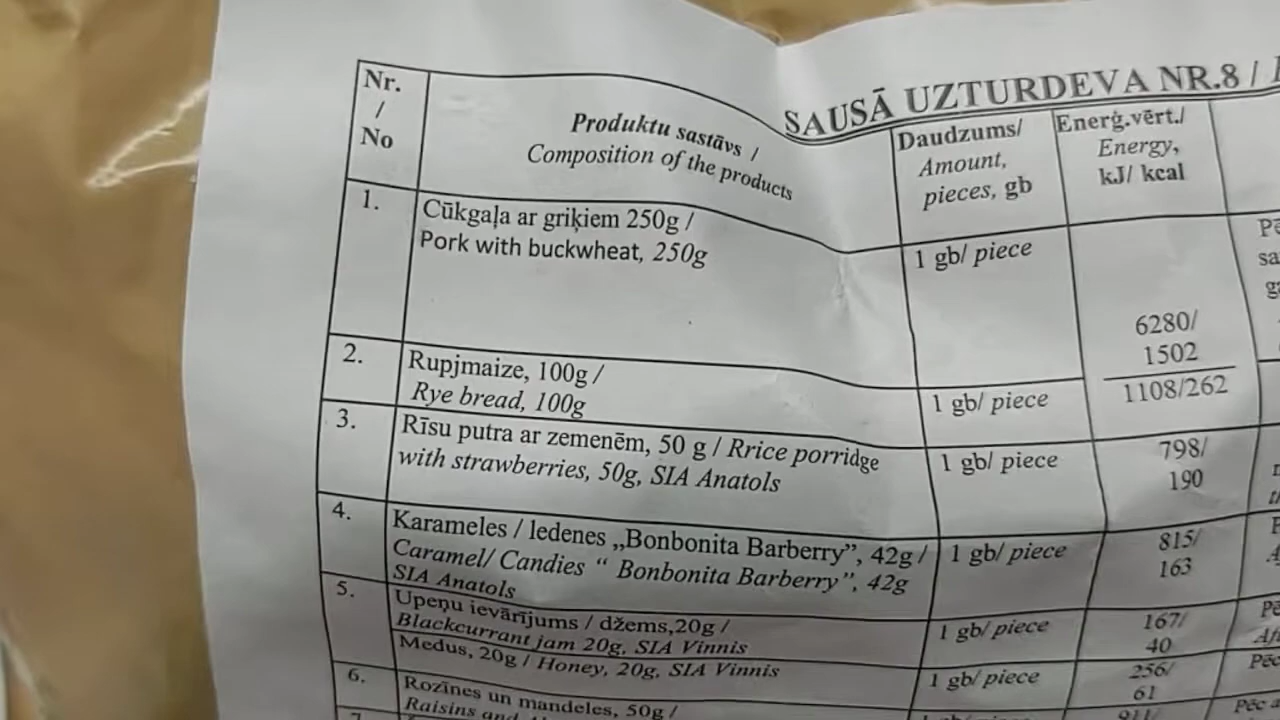 SAUSĀ UZTURDEVA NR.8 /
Nr.
/
No
Produktu sastāvs /
Composition of the products
Daudzums/
Amount,
pieces, gb
Enerģ.vērt./
Energy,
kJ/ kcal
1.
Cūkgaļa ar griķiem 250g /
Pork with buckwheat, 250g
1 gb/ piece
6280/
1502
2.
Rupjmaize, 100g /
Rye bread, 100g
1 gb/ piece
1108/262
3.
Rīsu putra ar zemenēm, 50 g / Rrice porridge
with strawberries, 50g, SIA Anatols
1 gb/ piece
798/
190
4.
Karameles / ledenes „Bonbonita Barberry”, 42g /
Caramel/ Candies “ Bonbonita Barberry”, 42g
SIA Anatols
1 gb/ piece
815/
163
5.
Upeņu ievārījums / džems,20g /
Blackcurrant jam 20g, SIA Vinnis
1 gb/ piece
167/
40
Medus, 20g / Honey, 20g, SIA Vinnis
1 gb/ piece
256/
61
6.
Rozīnes un mandeles, 50g /
Raisins and